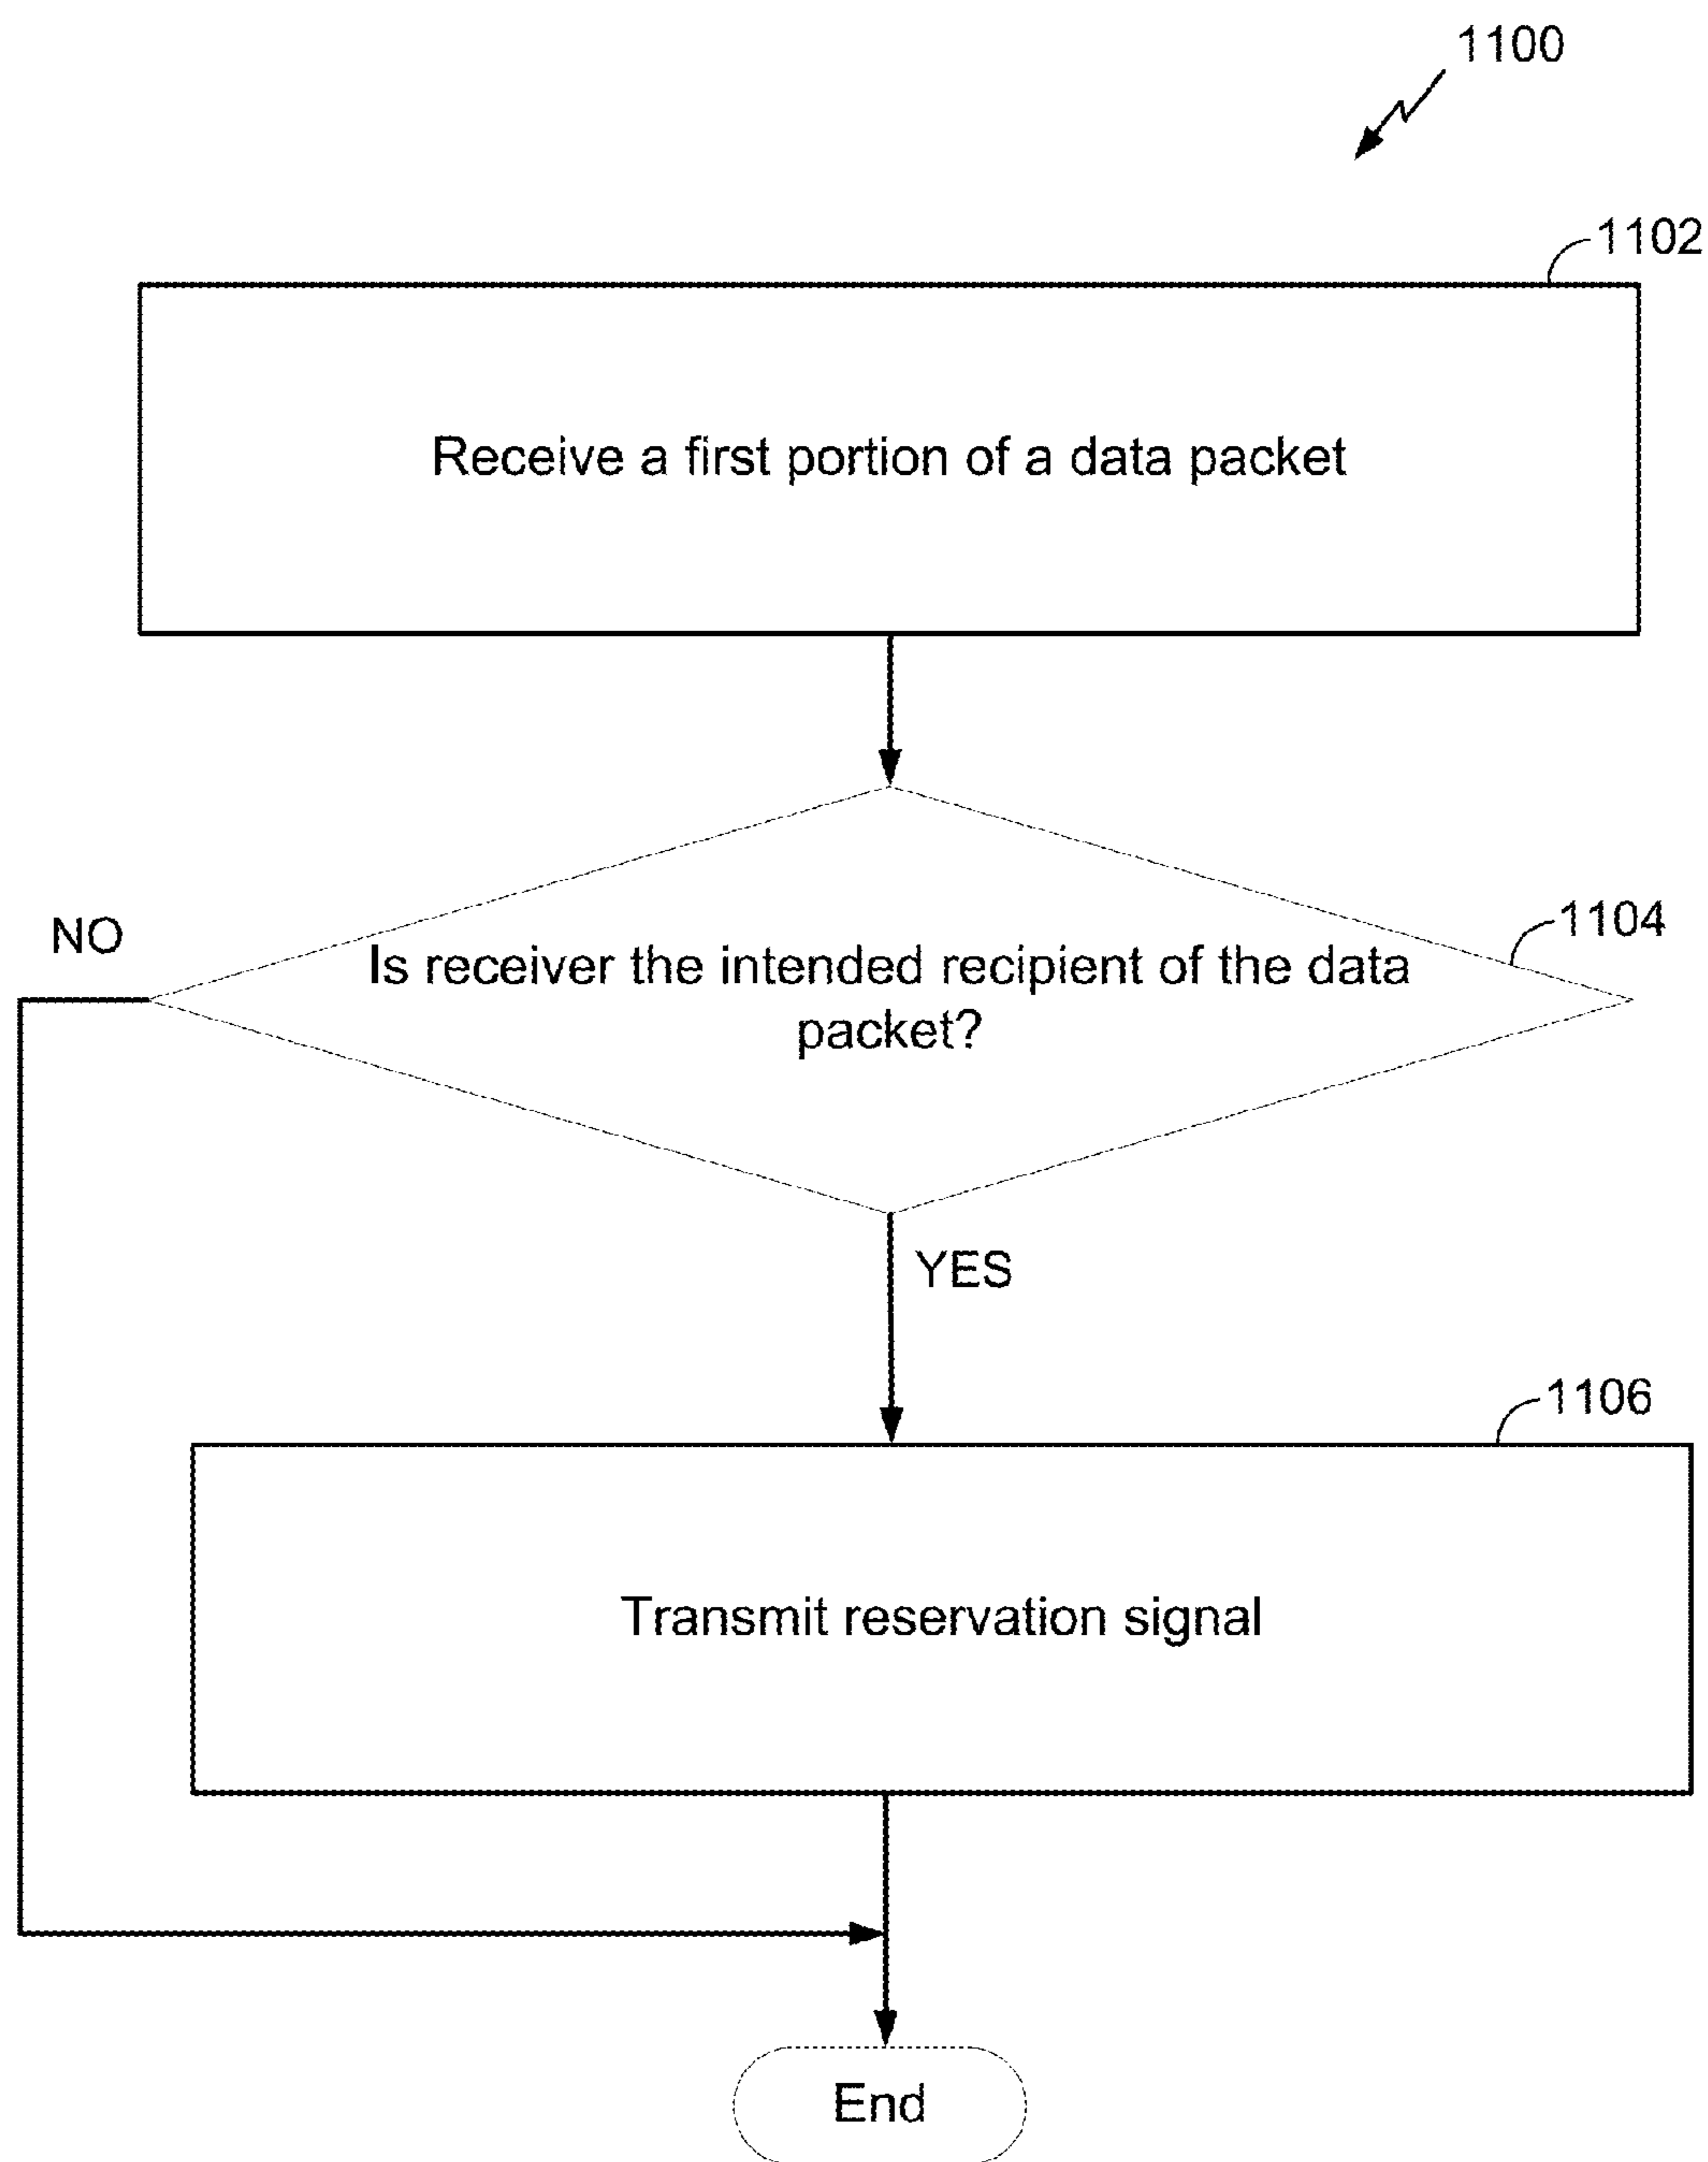 1100
1102
Receive a first portion of a data packet
1104
NO
Is receiver the intended recipient of the data
packet?
YES
1106
Transmit reservation signal
End